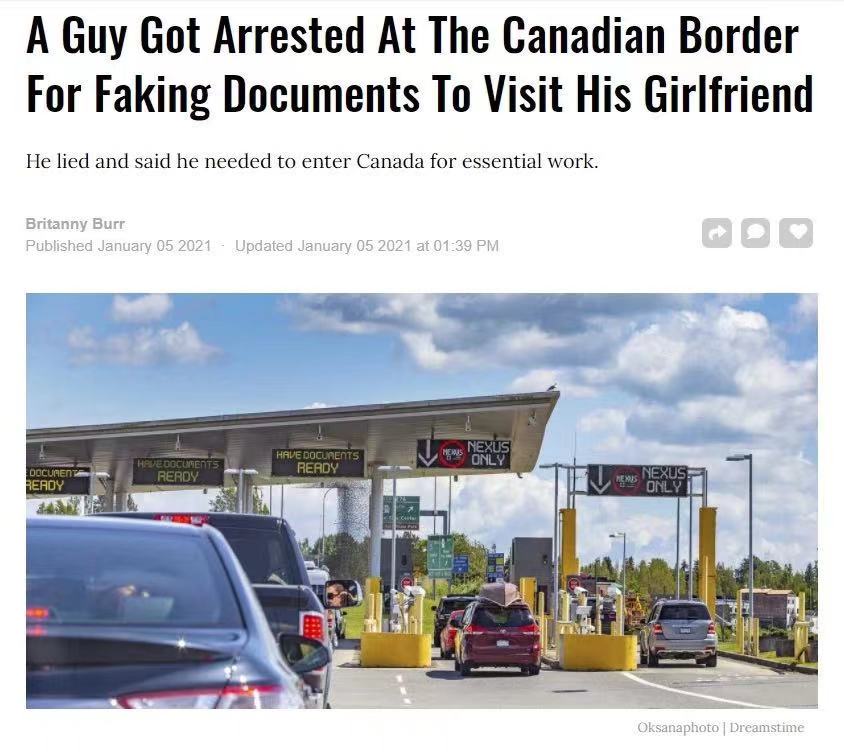 A Guy Got Arrested At The Canadian Border
For Faking Documents To Visit His Girlfriend
He lied and said he needed to enter Canada for essential work.
Britanny Burr
Published January 05 2021 · Updated January 05 2021 at 01:39 PM
DOCUMENTS
READY
HAVE DOCUMENTS
READY
HAVE DOCUMENTS
READY
NEXUS
NEXUS
ONLY
NEXUS
NEXUS
ONLY
Oksanaphoto | Dreamstime